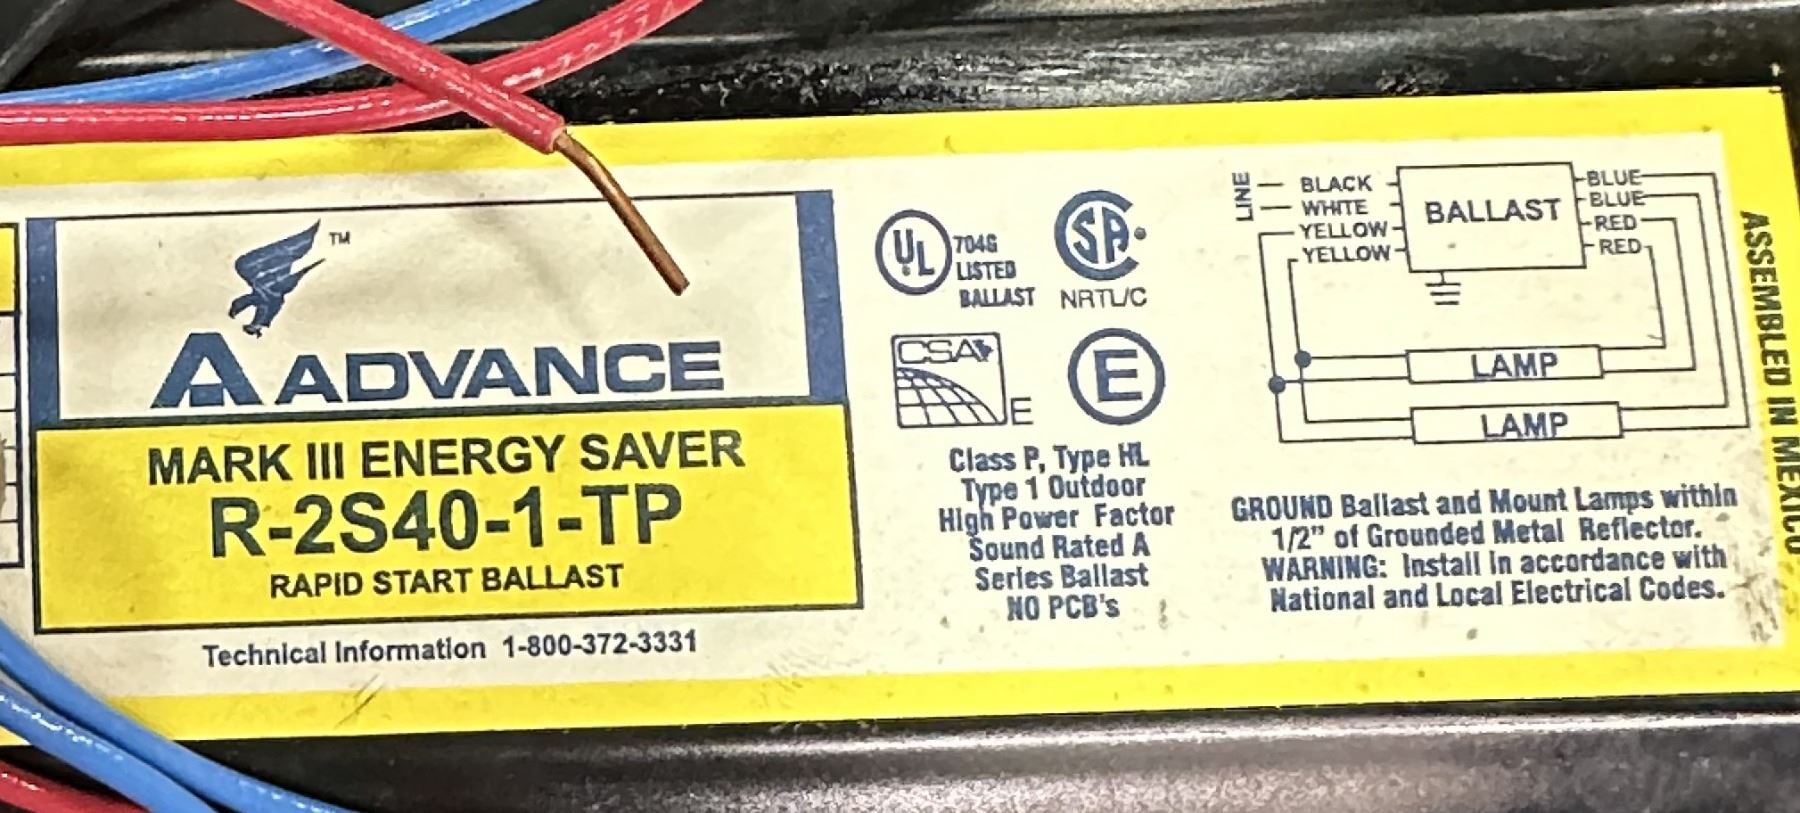 TM
ADVANCE
MARK III ENERGY SAVER
R-2S40-1-TP
RAPID START BALLAST
Technical Information 1-800-372-3331
UL
704G
LISTED
BALLAST
SA
NRTL/C
CSA
E
E
Class P, Type HL
Type 1 Outdoor
High Power Factor
Sound Rated A
Series Ballast
NO PCB's
LINE
BLACK
WHITE
YELLOW
YELLOW
BALLAST
BLUE
BLUE
RED
RED
LAMP
LAMP
GROUND Ballast and Mount Lamps within
1/2" of Grounded Metal Reflector.
WARNING: Install in accordance with
National and Local Electrical Codes.
ASSEMBLED IN MEXICO